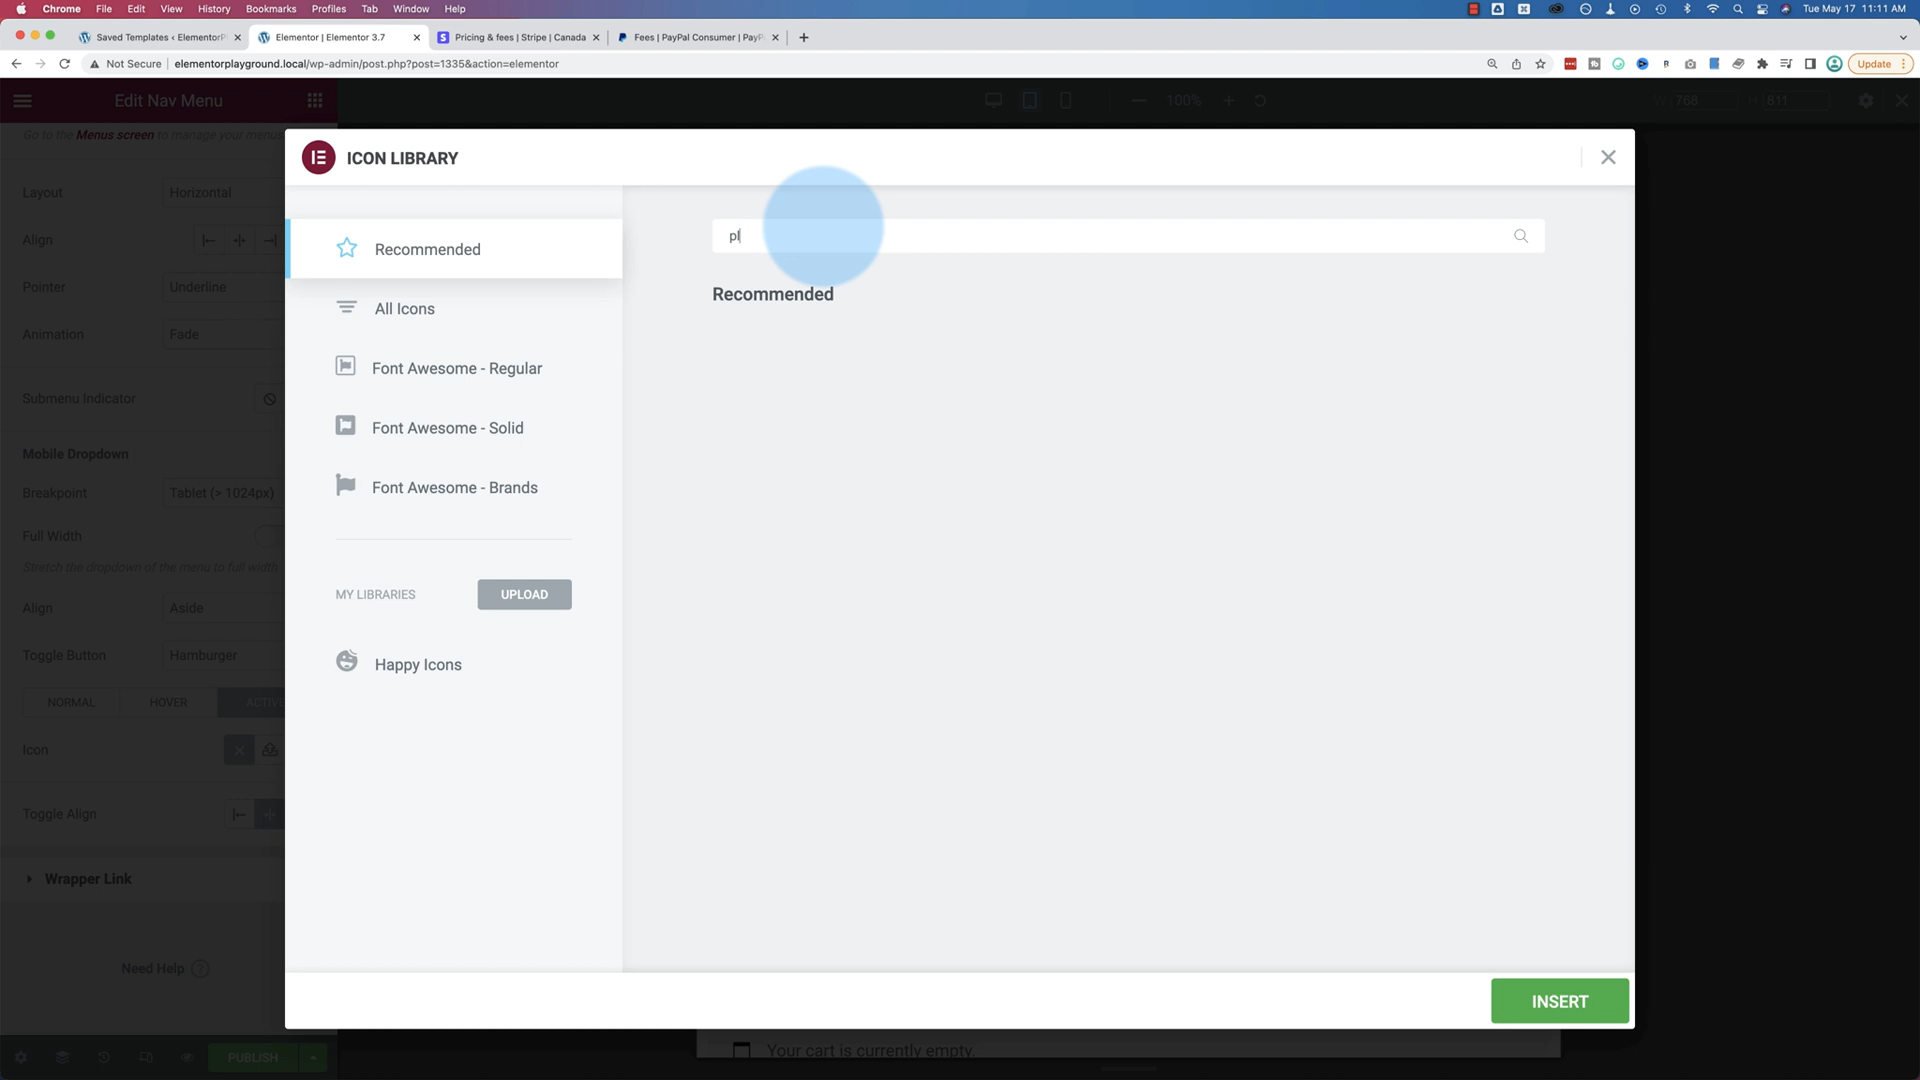 Chrome File Edit View History Bookmarks Profiles Tab Window Help
Tue May 17 11:11 AM
Saved Templates ‹ ElementorPl
Elementor | Elementor 3.7
Pricing & fees | Stripe | Canada
Fees | PayPal Consumer | PayP
Not Secure elementorplayground.local/wp-admin/post.php?post=1335&action=elementor
Update
Edit Nav Menu
100%
W 768
811
Go to the Menus screen to manage your menus
ICON LIBRARY
Layout Horizontal
Align
Pointer Underline
Animation Fade
Submenu Indicator
Mobile Dropdown
Breakpoint Tablet (> 1024px)
Full Width
Stretch the dropdown of the menu to full width
Align Aside
Toggle Button Hamburger
NORMAL HOVER ACTIVE
Icon
Toggle Align
Wrapper Link
Need Help ?
PUBLISH
Recommended
All Icons
Font Awesome - Regular
Font Awesome - Solid
Font Awesome - Brands
MY LIBRARIES UPLOAD
Happy Icons
pl
Recommended
INSERT
Your cart is currently empty.